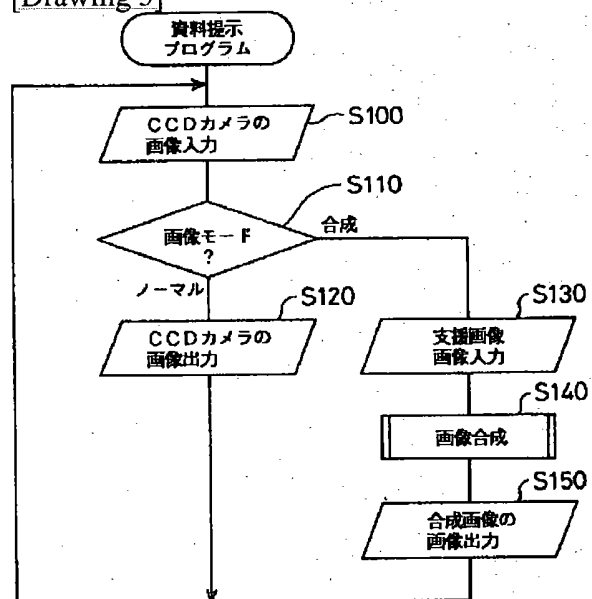 [Drawing 5]
資料提示
プログラム
CCDカメラの
画像入力
S100
S110
画像モード
?
合成
ノーマル
S120
CCDカメラの
画像出力
S130
支援画像
画像入力
S140
画像合成
S150
合成画像の
画像出力